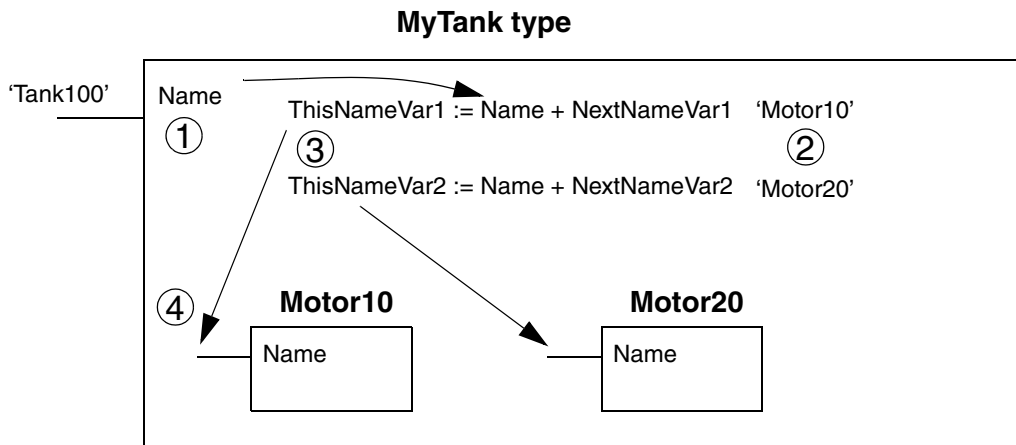 MyTank type
‘Tank100’
Name
ThisNameVar1 := Name + NextNameVar1 ‘Motor10’
1
3
2
ThisNameVar2 := Name + NextNameVar2 ‘Motor20’
4
Motor10
Motor20
Name
Name